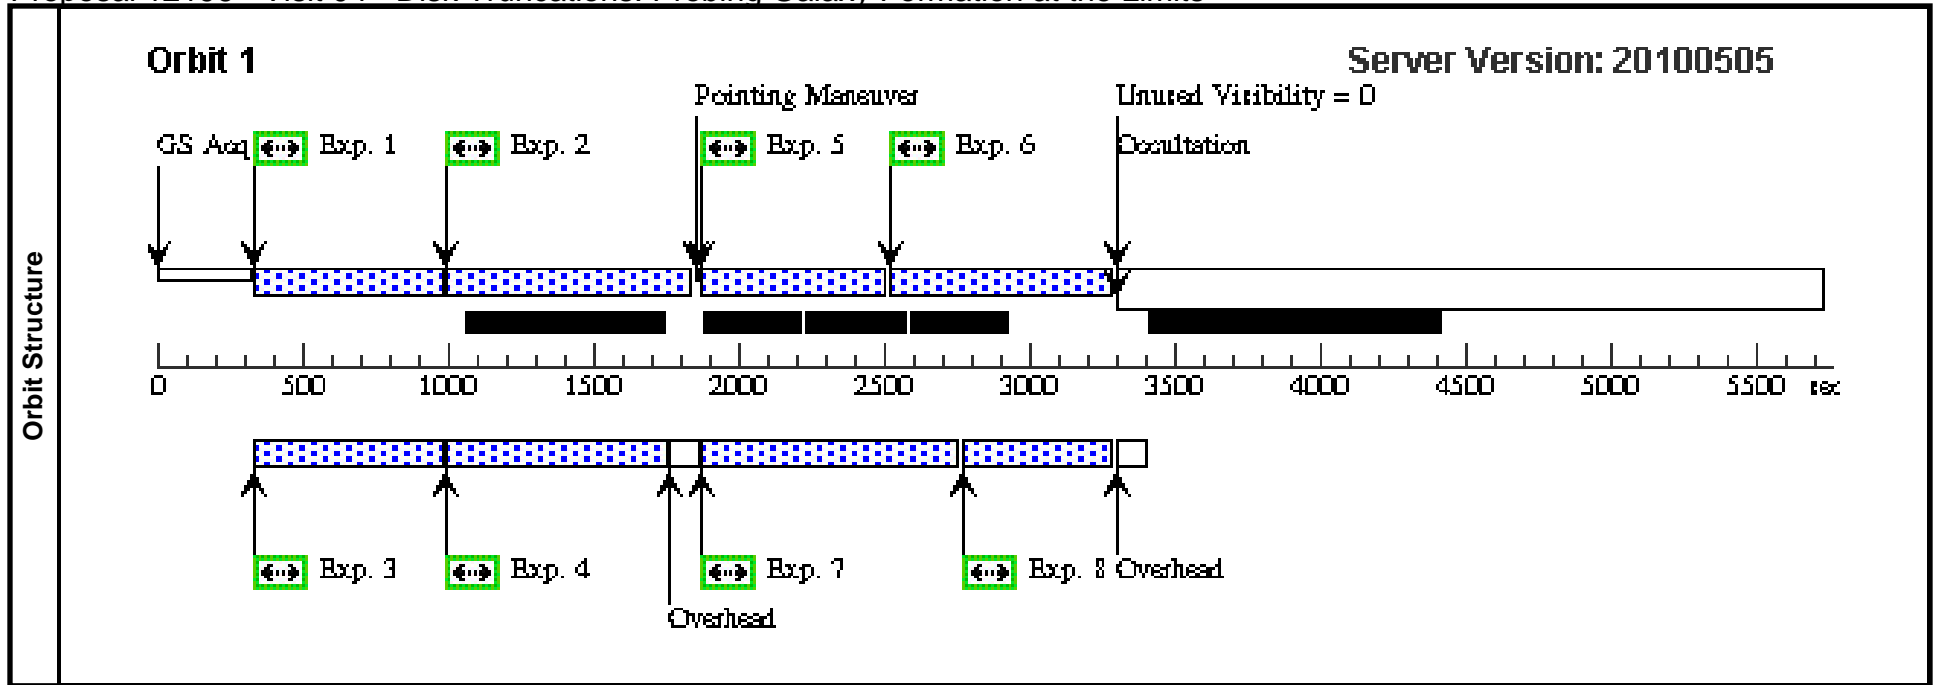 Orbit 1
Server Version: 20100505
Pointing Maneuver
Unused Visibility = 0
GS Acq
Exp. 1
Exp. 2
Exp. 5
Exp. 6
Occultation
Orbit Structure
0 500 1000 1500 2000 2500 3000 3500 4000 4500 5000 5500 sec
Exp. 3
Exp. 4
Exp. 7
Exp. 8
Overhead
Overhead